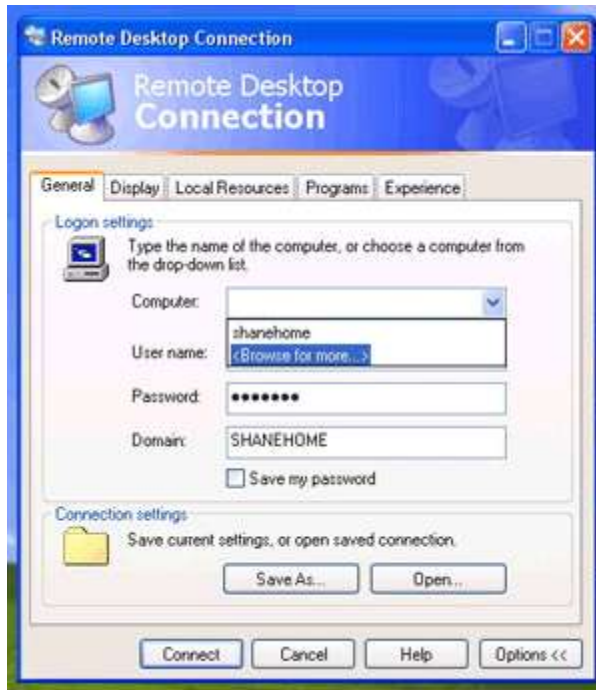 Remote Desktop Connection
Remote Desktop
Connection
General Display Local Resources Programs Experience
Logon settings
Type the name of the computer, or choose a computer from
the drop-down list.
Computer:
shanehome
User name: <Browse for more...>
Password: •••••••
Domain: SHANEHOME
Save my password
Connection settings
Save current settings, or open saved connection.
Save As... Open...
Connect Cancel Help Options <<